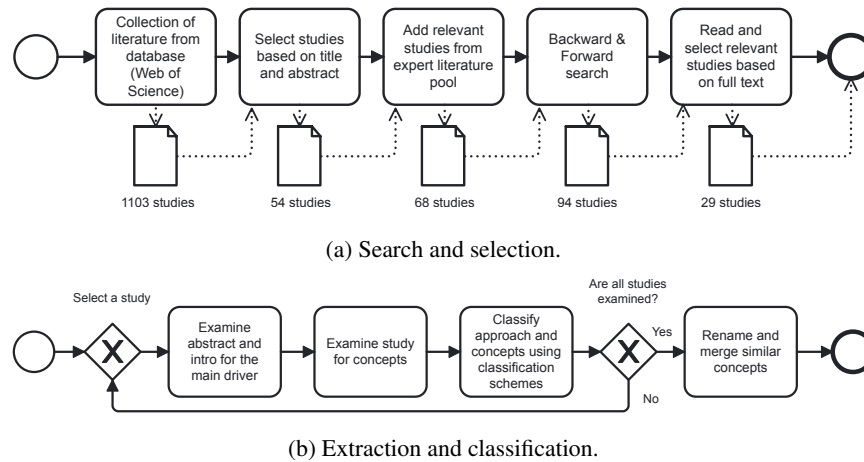 Collection of
literature from
database
(Web of
Science)
Select studies
based on title
and abstract
Add relevant
studies from
expert literature
pool
Backward &
Forward
search
Read and
select relevant
studies based
on full text
1103 studies
54 studies
68 studies
94 studies
29 studies
(a) Search and selection.
Select a study
Examine
abstract and
intro for the
main driver
Examine study
for concepts
Classify
approach and
concepts using
classification
schemes
Are all studies
examined?
Yes
No
Rename and
merge similar
concepts
(b) Extraction and classification.